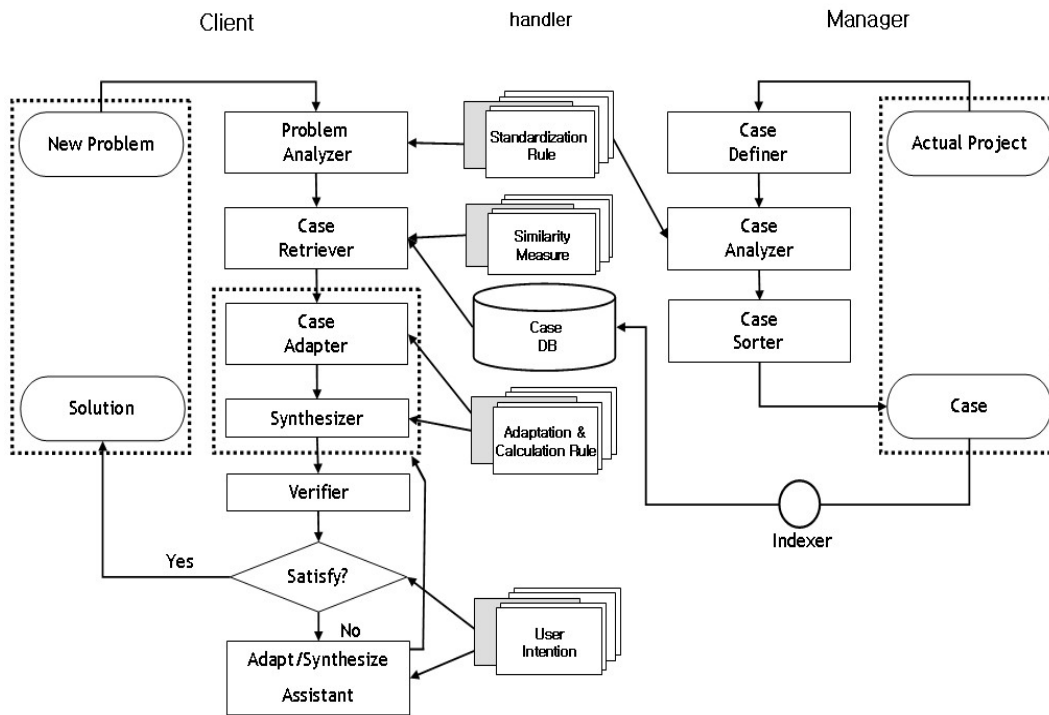 Client
handler
Manager
New Problem
Problem
Analyzer
Standardization
Rule
Case
Definer
Actual Project
Case
Retriever
Similarity
Measure
Case
Analyzer
Case
Adapter
Case
DB
Case
Sorter
Solution
Synthesizer
Adaptation &
Calculation Rule
Case
Verifier
Indexer
Yes
Satisfy?
No
User
Intention
Adapt/Synthesize
Assistant